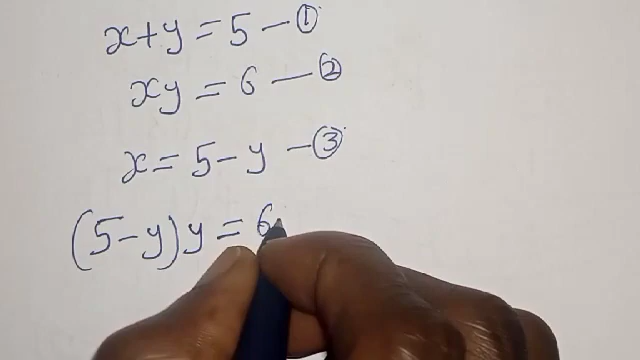 x+y = 5 — ①
xy = 6 — ②
x = 5 - y — ③
(5-y)y = 6